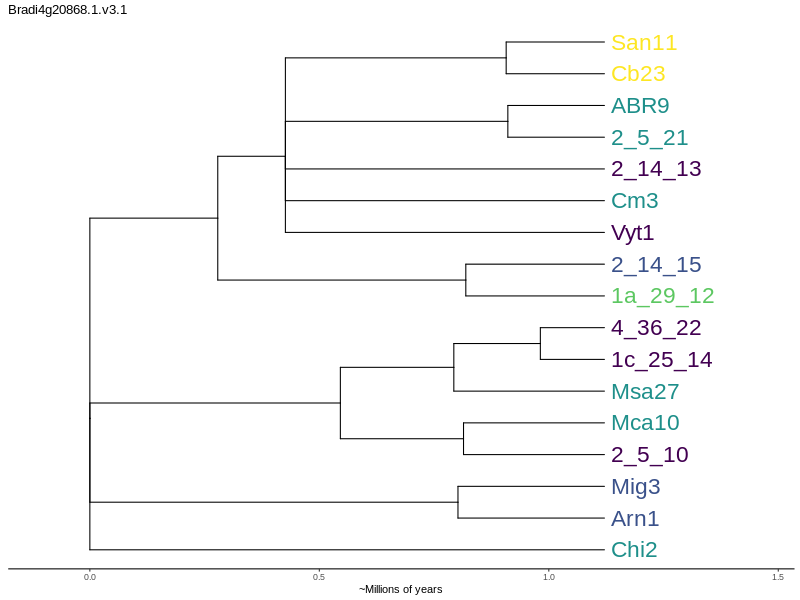 Bradi4g20868.1.v3.1
San11
Cb23
ABR9
2_5_21
2_14_13
Cm3
Vyt1
2_14_15
1a_29_12
4_36_22
1c_25_14
Msa27
Mca10
2_5_10
Mig3
Arn1
Chi2
0.0 0.5 1.0 1.5
~Millions of years